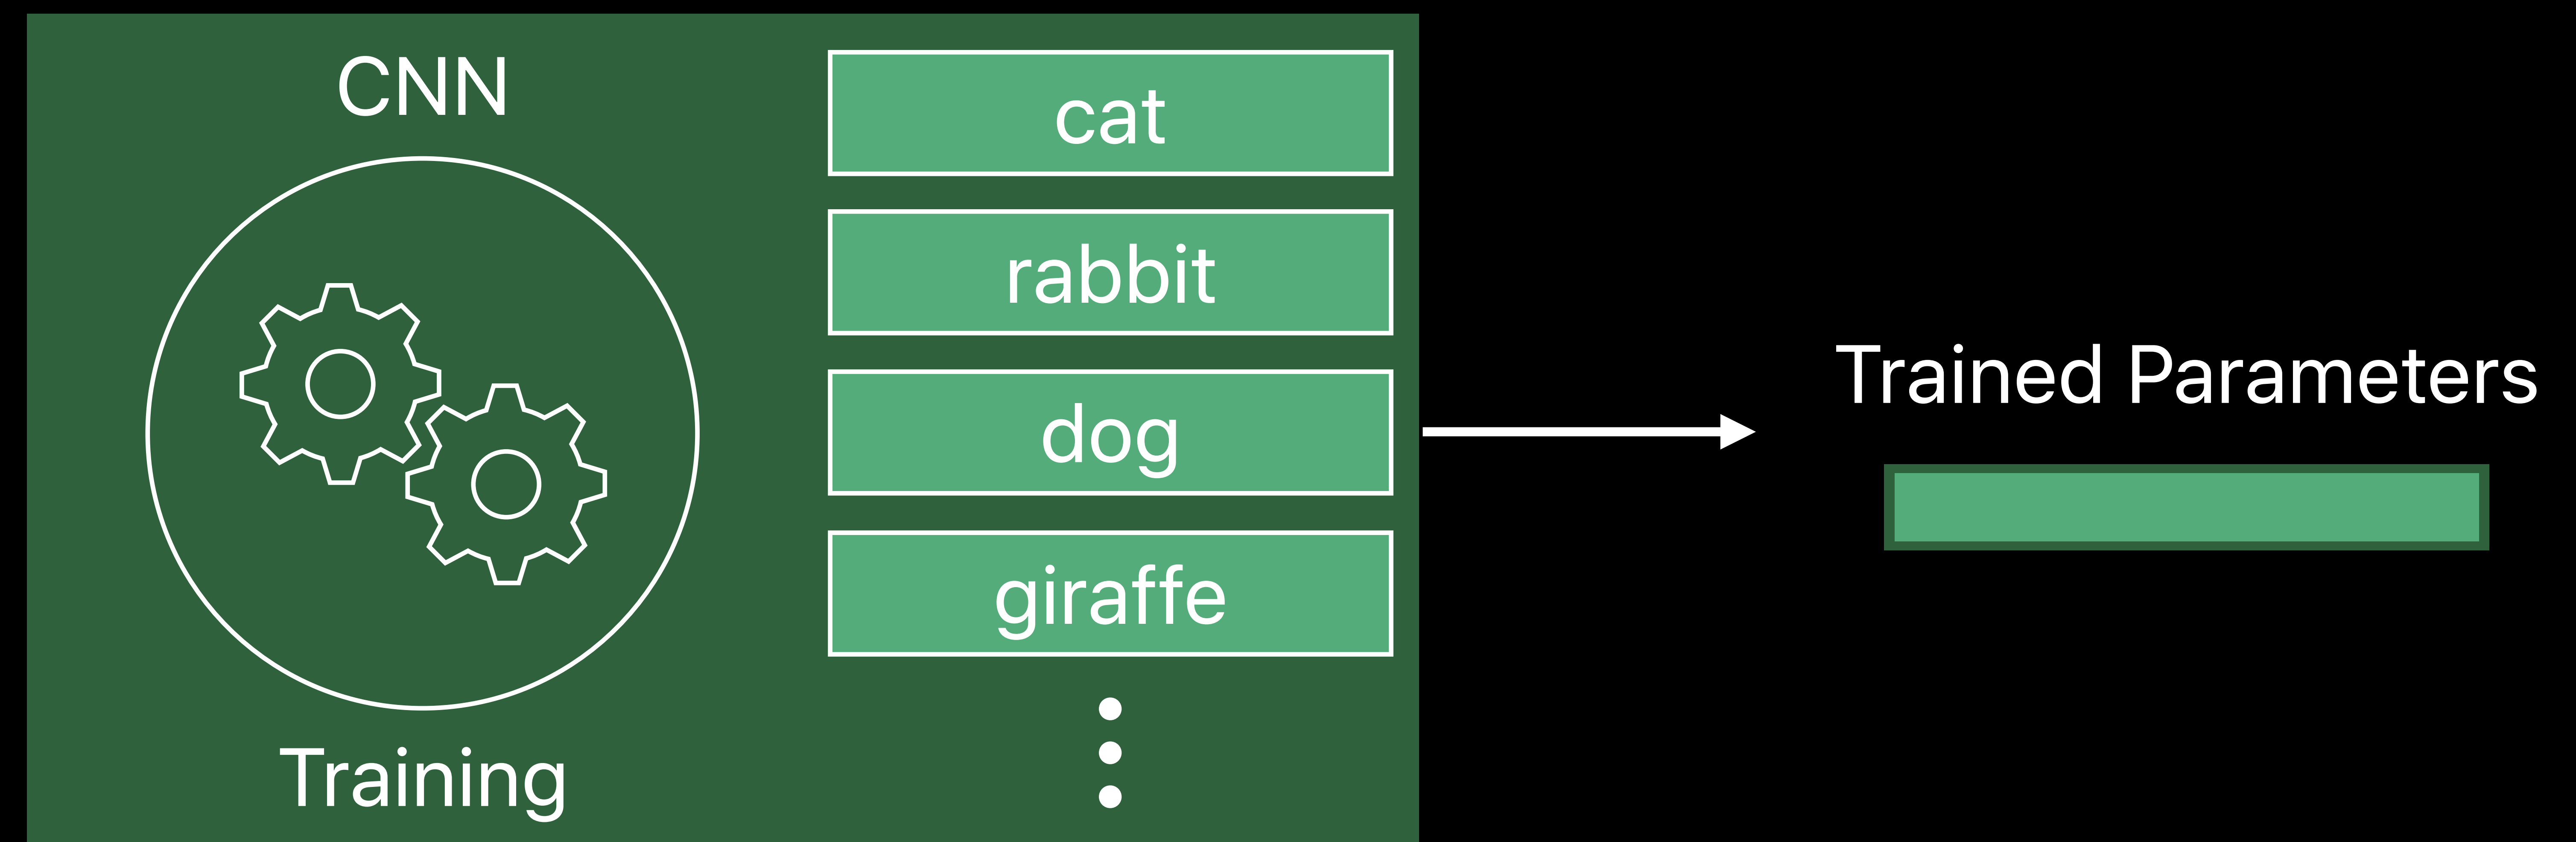 CNN
Training
cat
rabbit
dog
giraffe
Trained Parameters